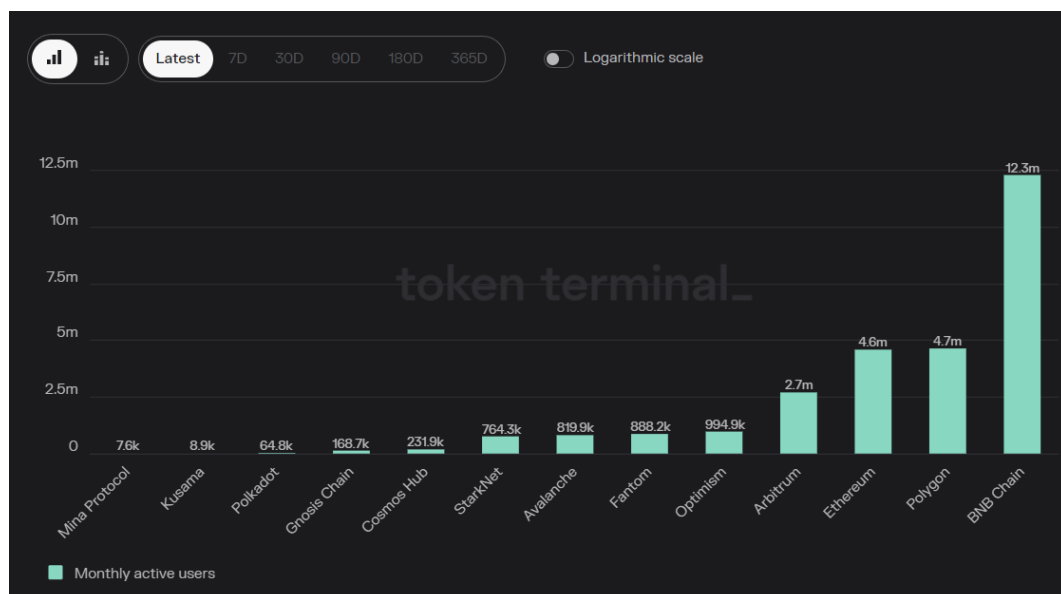 Latest 7D 30D 90D 180D 365D Logarithmic scale
12.5m
10m
7.5m
5m
2.5m
0
token terminal_
7.6k 8.9k 64.8k 168.7k 231.9k 764.3k 819.9k 888.2k 994.9k 2.7m 4.6m 4.7m 12.3m
Mina Protocol Kusama Polkadot Gnosis Chain Cosmos Hub StarkNet Avalanche Fantom Optimism Arbitrum Ethereum Polygon BNB Chain
Monthly active users